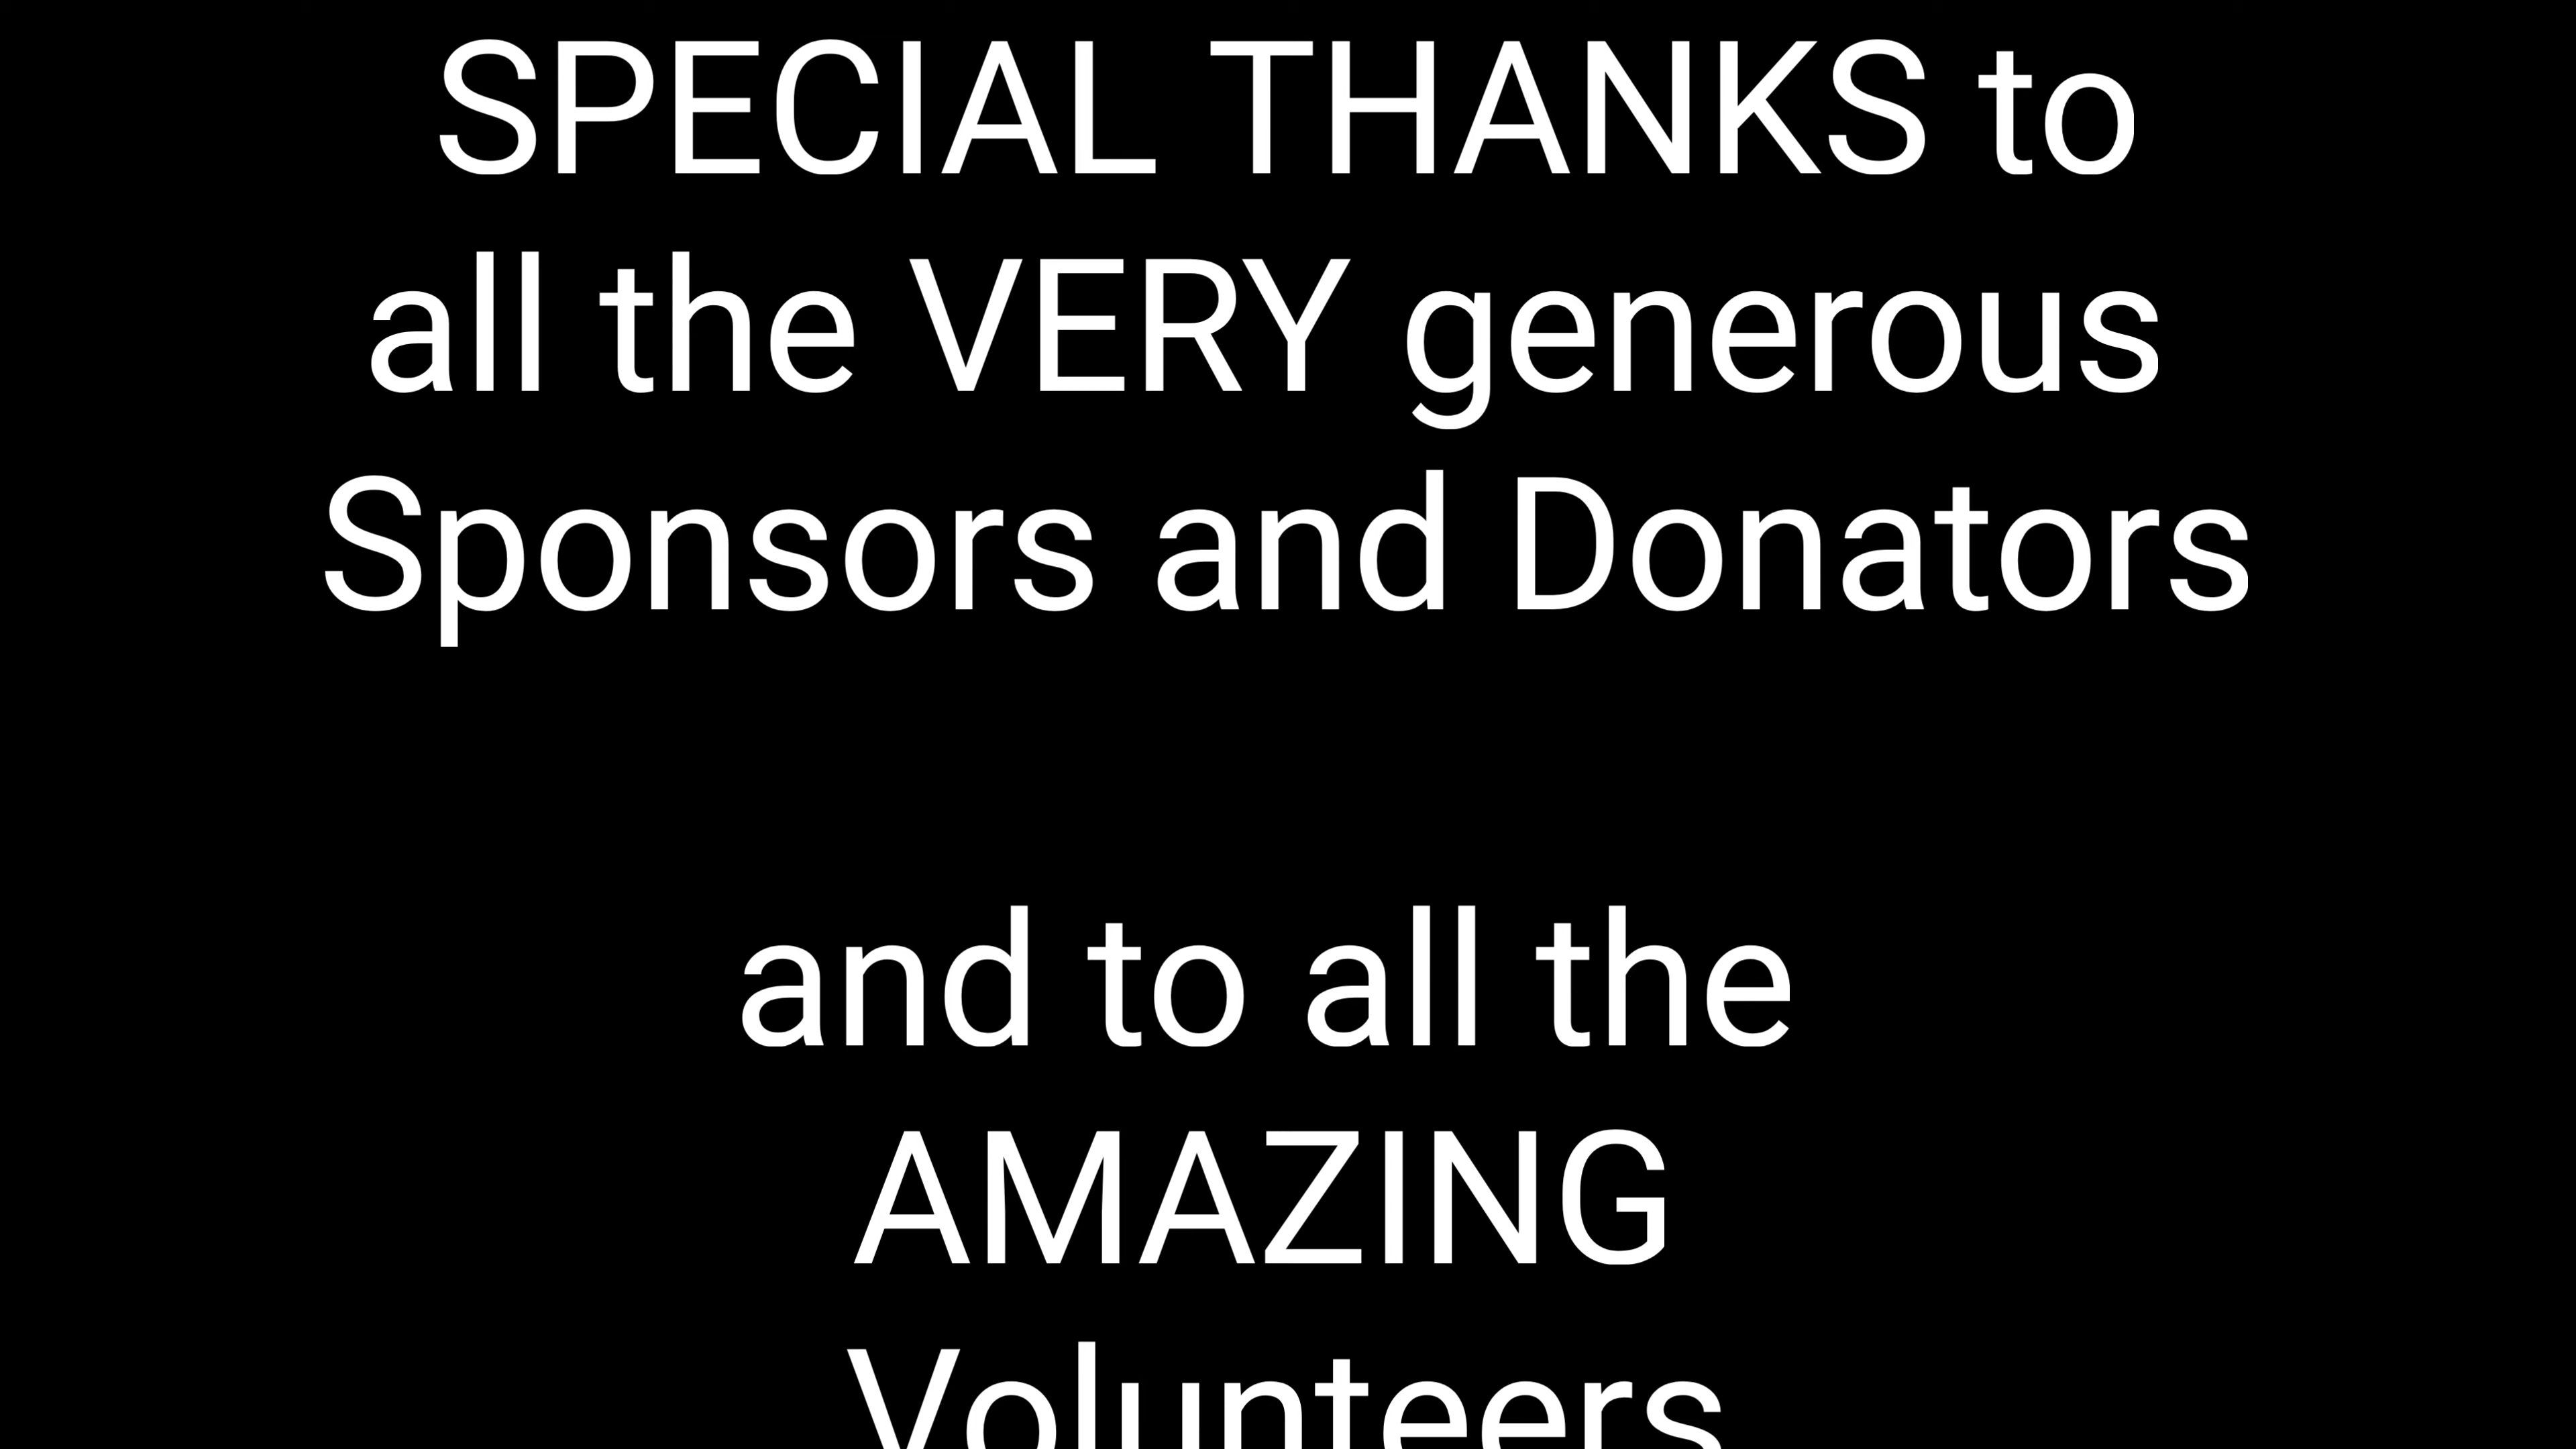 SPECIAL THANKS to
all the VERY generous
Sponsors and Donators
and to all the
AMAZING
Volunteers